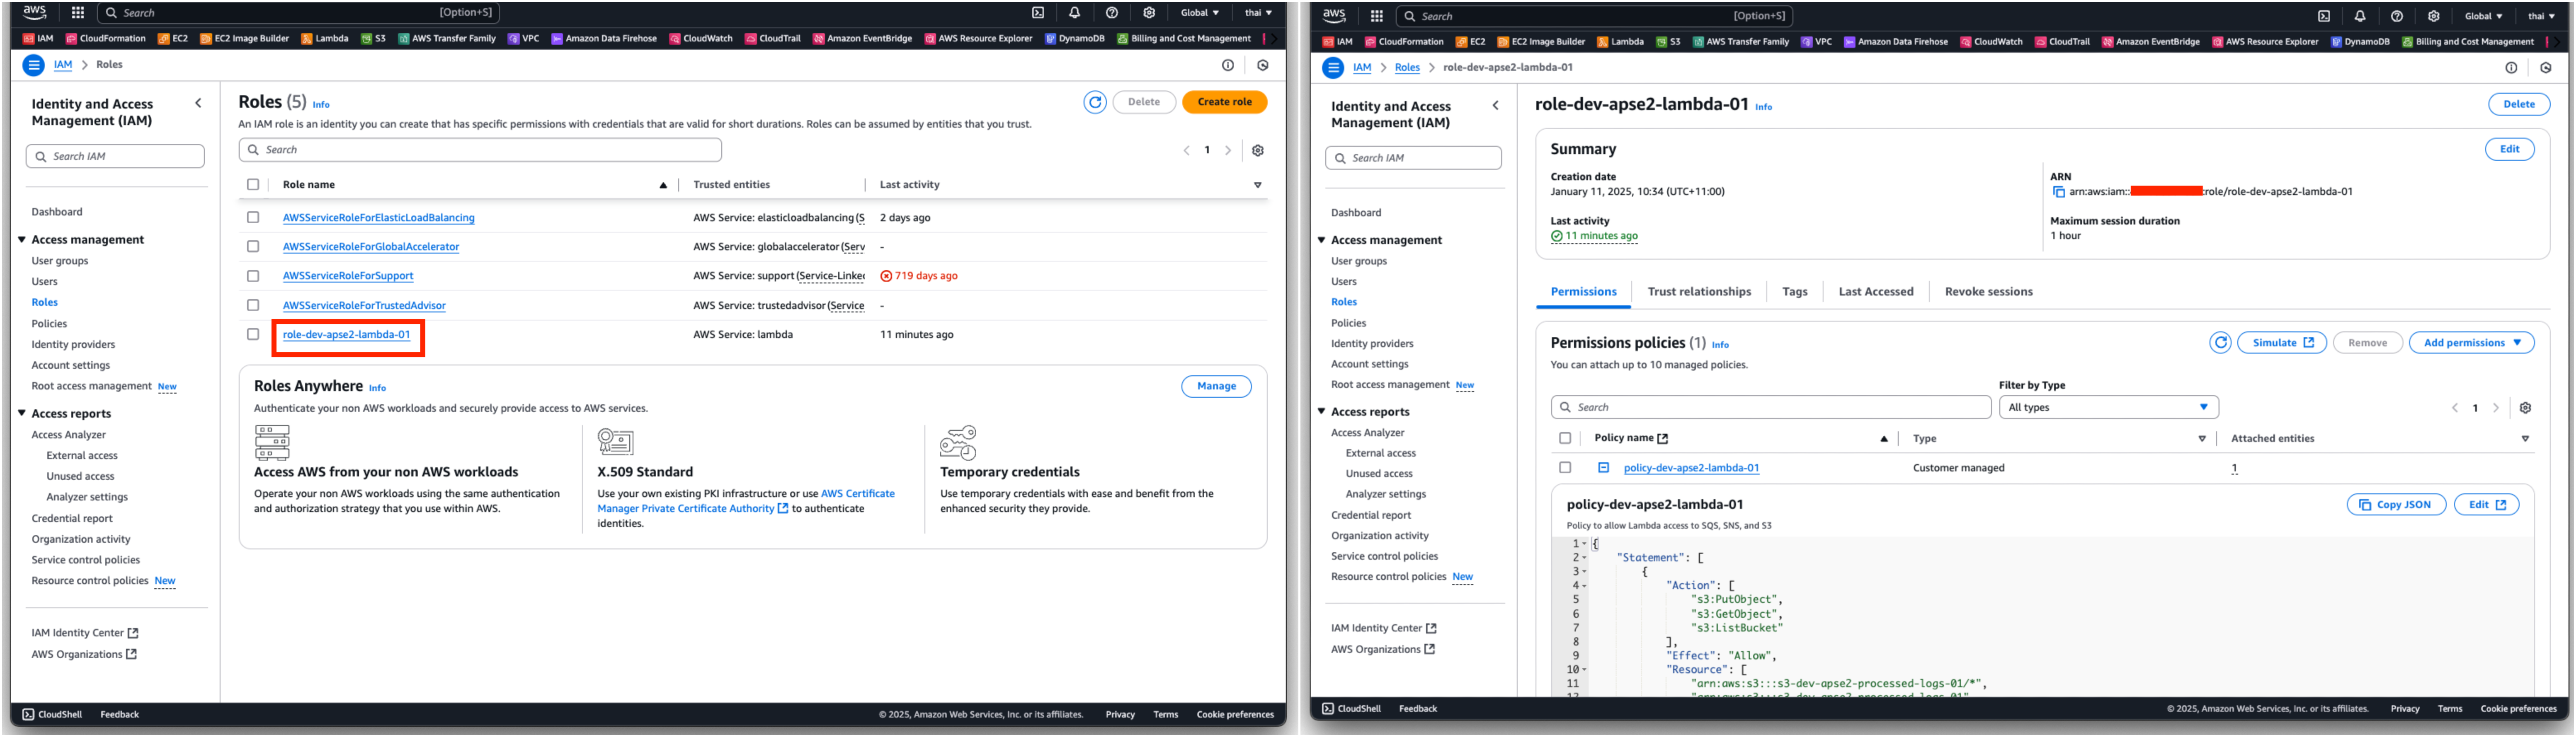 aws
Search [Option+S]
Global ▼ thai ▼
IAM CloudFormation EC2 EC2 Image Builder Lambda S3 AWS Transfer Family VPC Amazon Data Firehose CloudWatch CloudTrail Amazon EventBridge AWS Resource Explorer DynamoDB Billing and Cost Management
IAM > Roles
Identity and Access Management (IAM)
Search IAM
Dashboard
Access management
User groups
Users
Roles
Policies
Identity providers
Account settings
Root access management New
Access reports
Access Analyzer
External access
Unused access
Analyzer settings
Credential report
Organization activity
Service control policies
Resource control policies New
IAM Identity Center
AWS Organizations
Roles (5) Info
Delete
Create role
An IAM role is an identity you can create that has specific permissions with credentials that are valid for short durations. Roles can be assumed by entities that you trust.
Search
1
Role name Trusted entities Last activity
AWSServiceRoleForElasticLoadBalancing AWS Service: elasticloadbalancing (S 2 days ago
AWSServiceRoleForGlobalAccelerator AWS Service: globalaccelerator (Serv -
AWSServiceRoleForSupport AWS Service: support (Service-Linked 719 days ago
AWSServiceRoleForTrustedAdvisor AWS Service: trustedadvisor (Service -
role-dev-apse2-lambda-01 AWS Service: lambda 11 minutes ago
Roles Anywhere Info
Manage
Authenticate your non AWS workloads and securely provide access to AWS services.
Access AWS from your non AWS workloads
Operate your non AWS workloads using the same authentication
and authorization strategy that you use within AWS.
X.509 Standard
Use your own existing PKI infrastructure or use AWS Certificate
Manager Private Certificate Authority to authenticate
identities.
Temporary credentials
Use temporary credentials with ease and benefit from the
enhanced security they provide.
CloudShell Feedback © 2025, Amazon Web Services, Inc. or its affiliates. Privacy Terms Cookie preferences
aws
Search [Option+S]
Global ▼ thai ▼
IAM CloudFormation EC2 EC2 Image Builder Lambda S3 AWS Transfer Family VPC Amazon Data Firehose CloudWatch CloudTrail Amazon EventBridge AWS Resource Explorer DynamoDB Billing and Cost Management
IAM > Roles > role-dev-apse2-lambda-01
Identity and Access
Management (IAM)
Search IAM
Dashboard
Access management
User groups
Users
Roles
Policies
Identity providers
Account settings
Root access management New
Access reports
Access Analyzer
External access
Unused access
Analyzer settings
Credential report
Organization activity
Service control policies
Resource control policies New
IAM Identity Center
AWS Organizations
role-dev-apse2-lambda-01 Info
Delete
Summary
Edit
Creation date
January 11, 2025, 10:34 (UTC+11:00)
ARN
arn:aws:iam:: :role/role-dev-apse2-lambda-01
Last activity
11 minutes ago
Maximum session duration
1 hour
Permissions Trust relationships Tags Last Accessed Revoke sessions
Permissions policies (1) Info
Simulate
Remove
Add permissions
You can attach up to 10 managed policies.
Filter by Type
Search
All types
1
Policy name Type Attached entities
policy-dev-apse2-lambda-01 Customer managed 1
policy-dev-apse2-lambda-01
Copy JSON
Edit
Policy to allow Lambda access to SQS, SNS, and S3
1 {
2 "Statement": [
3 {
4 "Action": [
5 "s3:PutObject",
6 "s3:GetObject",
7 "s3:ListBucket"
8 ],
9 "Effect": "Allow",
10 "Resource": [
11 "arn:aws:s3:::s3-dev-apse2-processed-logs-01/*",
12 "arn:aws:s3:::s3-dev-apse2-processed-logs-01"
CloudShell Feedback © 2025, Amazon Web Services, Inc. or its affiliates. Privacy Terms Cookie preferences